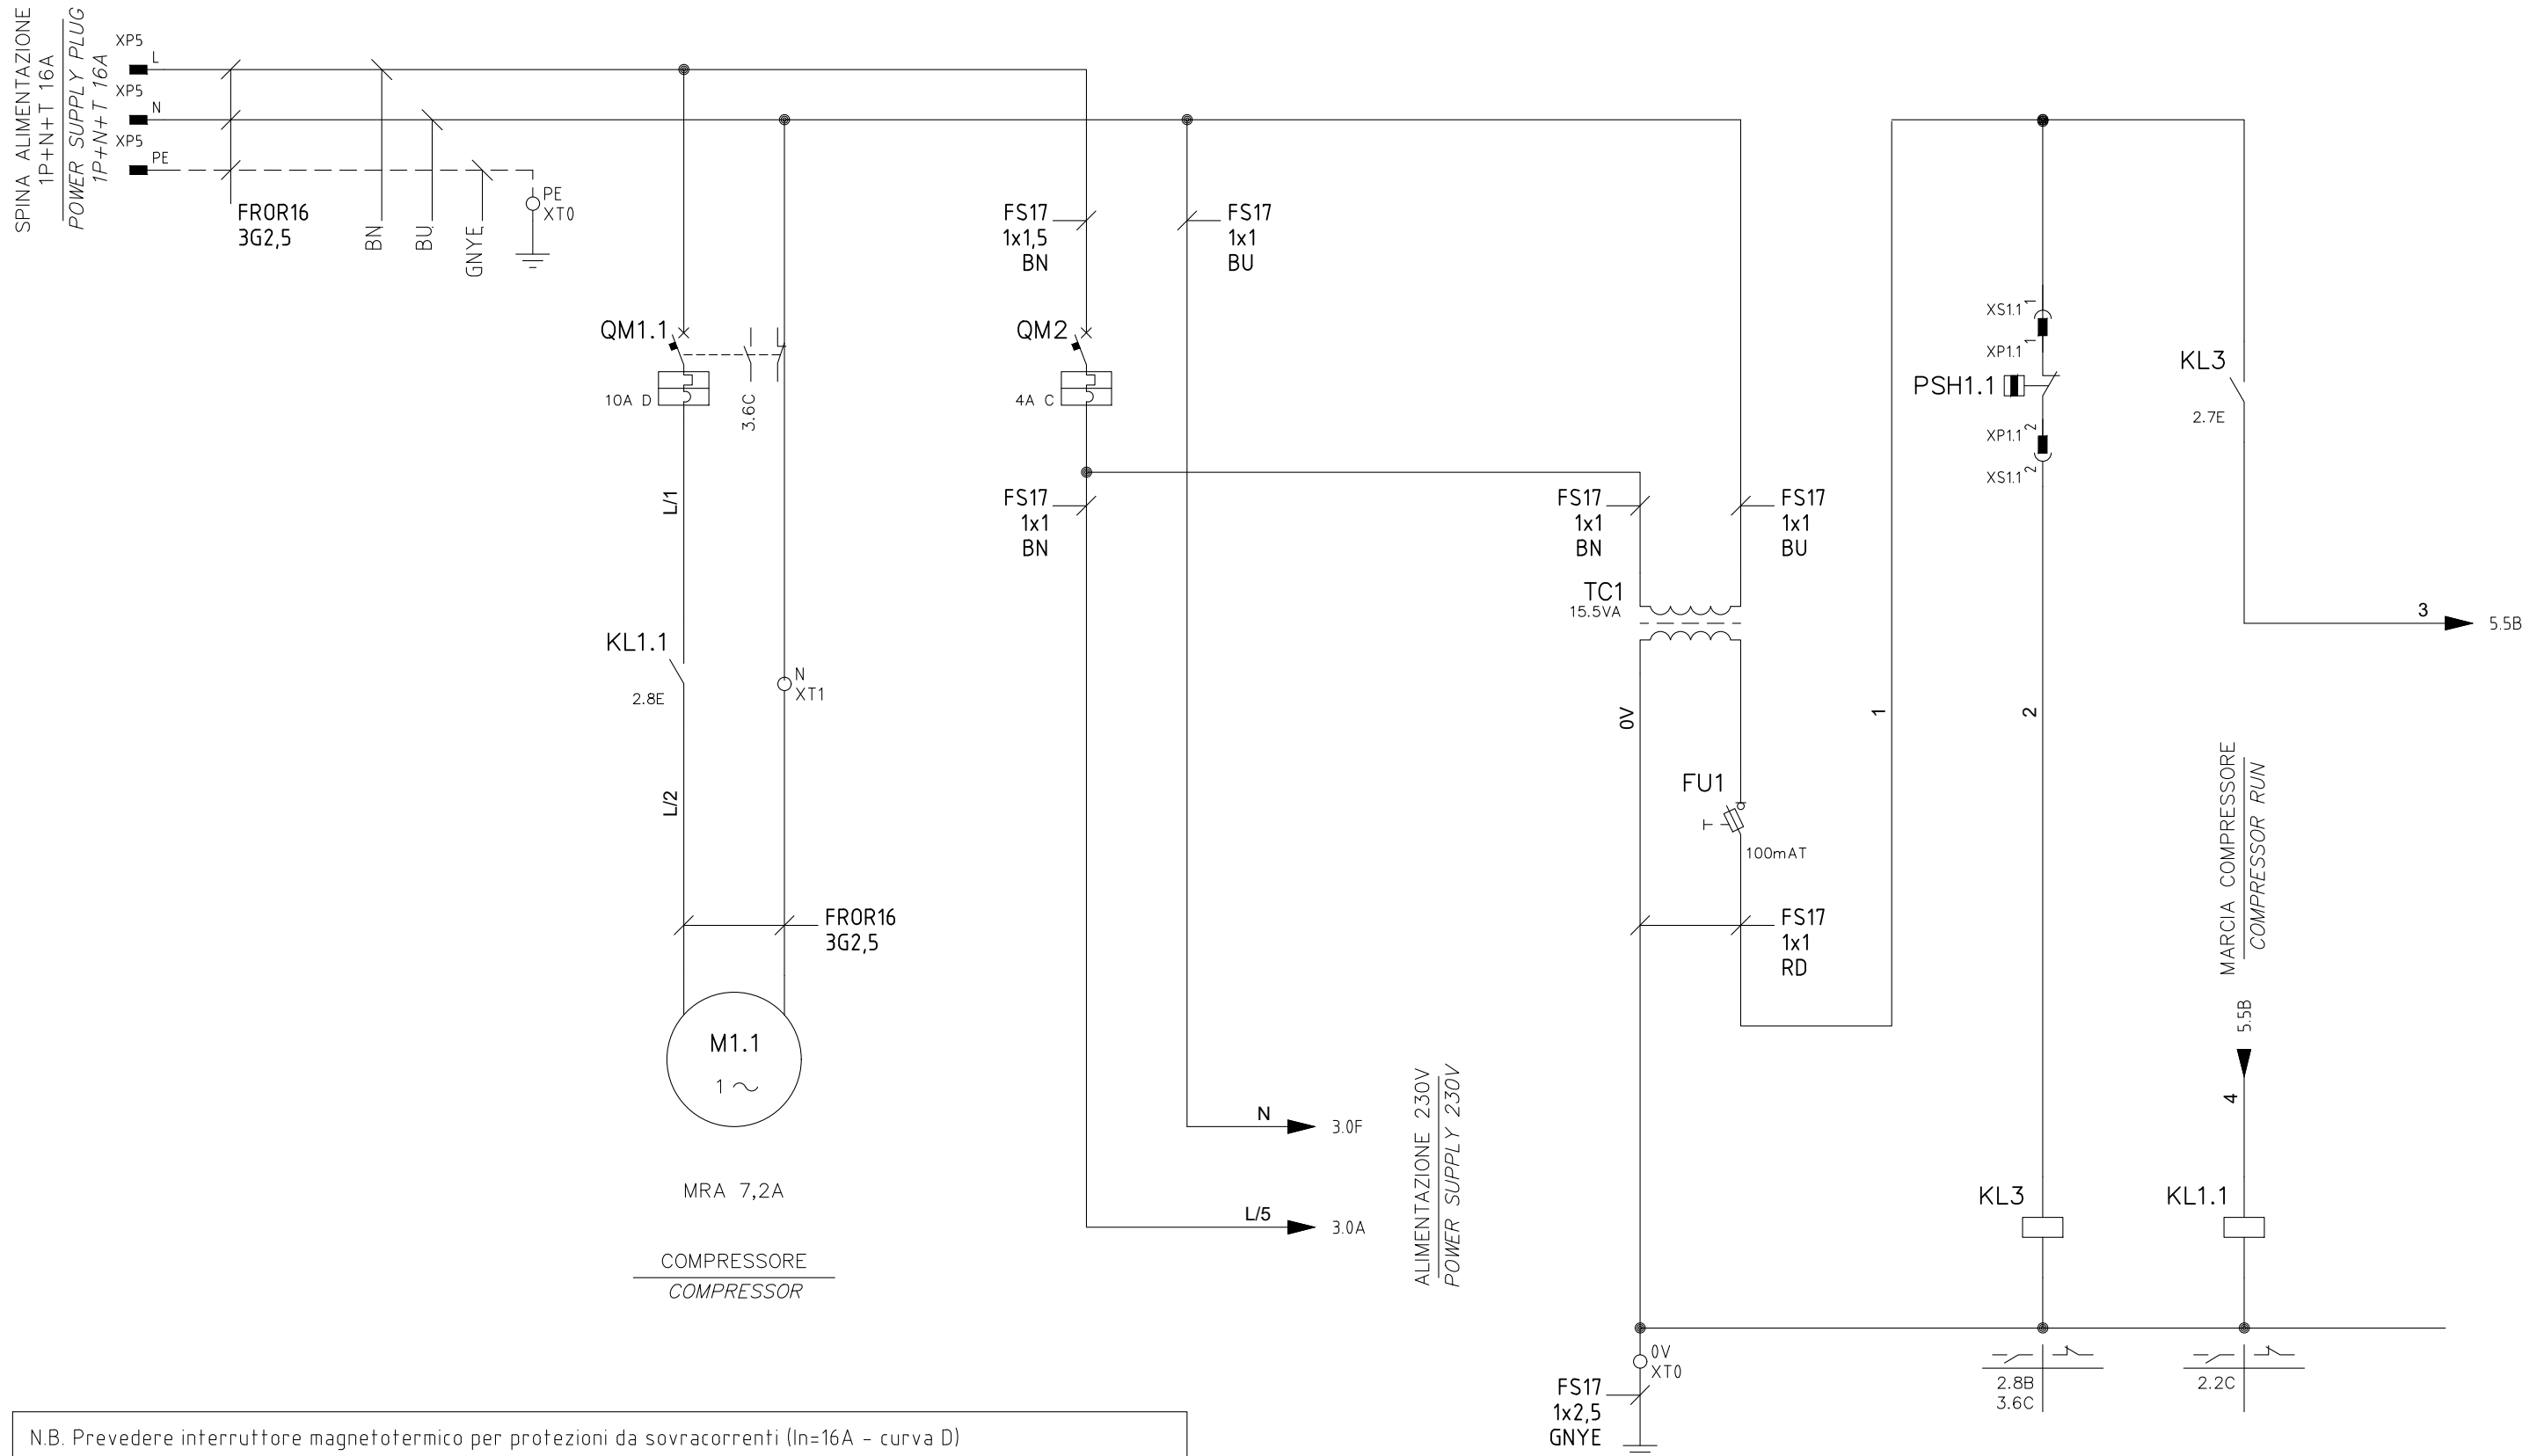 SPINA ALIMENTAZIONE
1P+N+T 16A
POWER SUPPLY PLUG
1P+N+T 16A
XP5
L
XP5
N
XP5
PE
FROR16
3G2,5
BN
BU
GNYE
PE
XT0
QM1.1
10A D
3.6C
L/1
KL1.1
2.8E
N
XT1
L/2
FROR16
3G2,5
M1.1
1 ~
MRA 7,2A
COMPRESSORE
COMPRESSOR
FS17
1x1,5
BN
FS17
1x1
BU
QM2
4A C
FS17
1x1
BN
N
3.0F
L/5
3.0A
ALIMENTAZIONE 230V
POWER SUPPLY 230V
FS17
1x1
BN
FS17
1x1
BU
TC1
15.5VA
0V
FU1
T
100mAT
FS17
1x1
RD
1
0V
XT0
FS17
1x2,5
GNYE
XS1.1
1
XP1.1
1
PSH1.1
XP1.1
2
XS1.1
2
2
KL3
2.7E
3
5.5B
MARCIA COMPRESSORE
COMPRESSOR RUN
5.5B
4
KL3
KL1.1
2.8B
3.6C
2.2C
N.B. Prevedere interruttore magnetotermico per protezioni da sovracorrenti (In=16A - curva D)